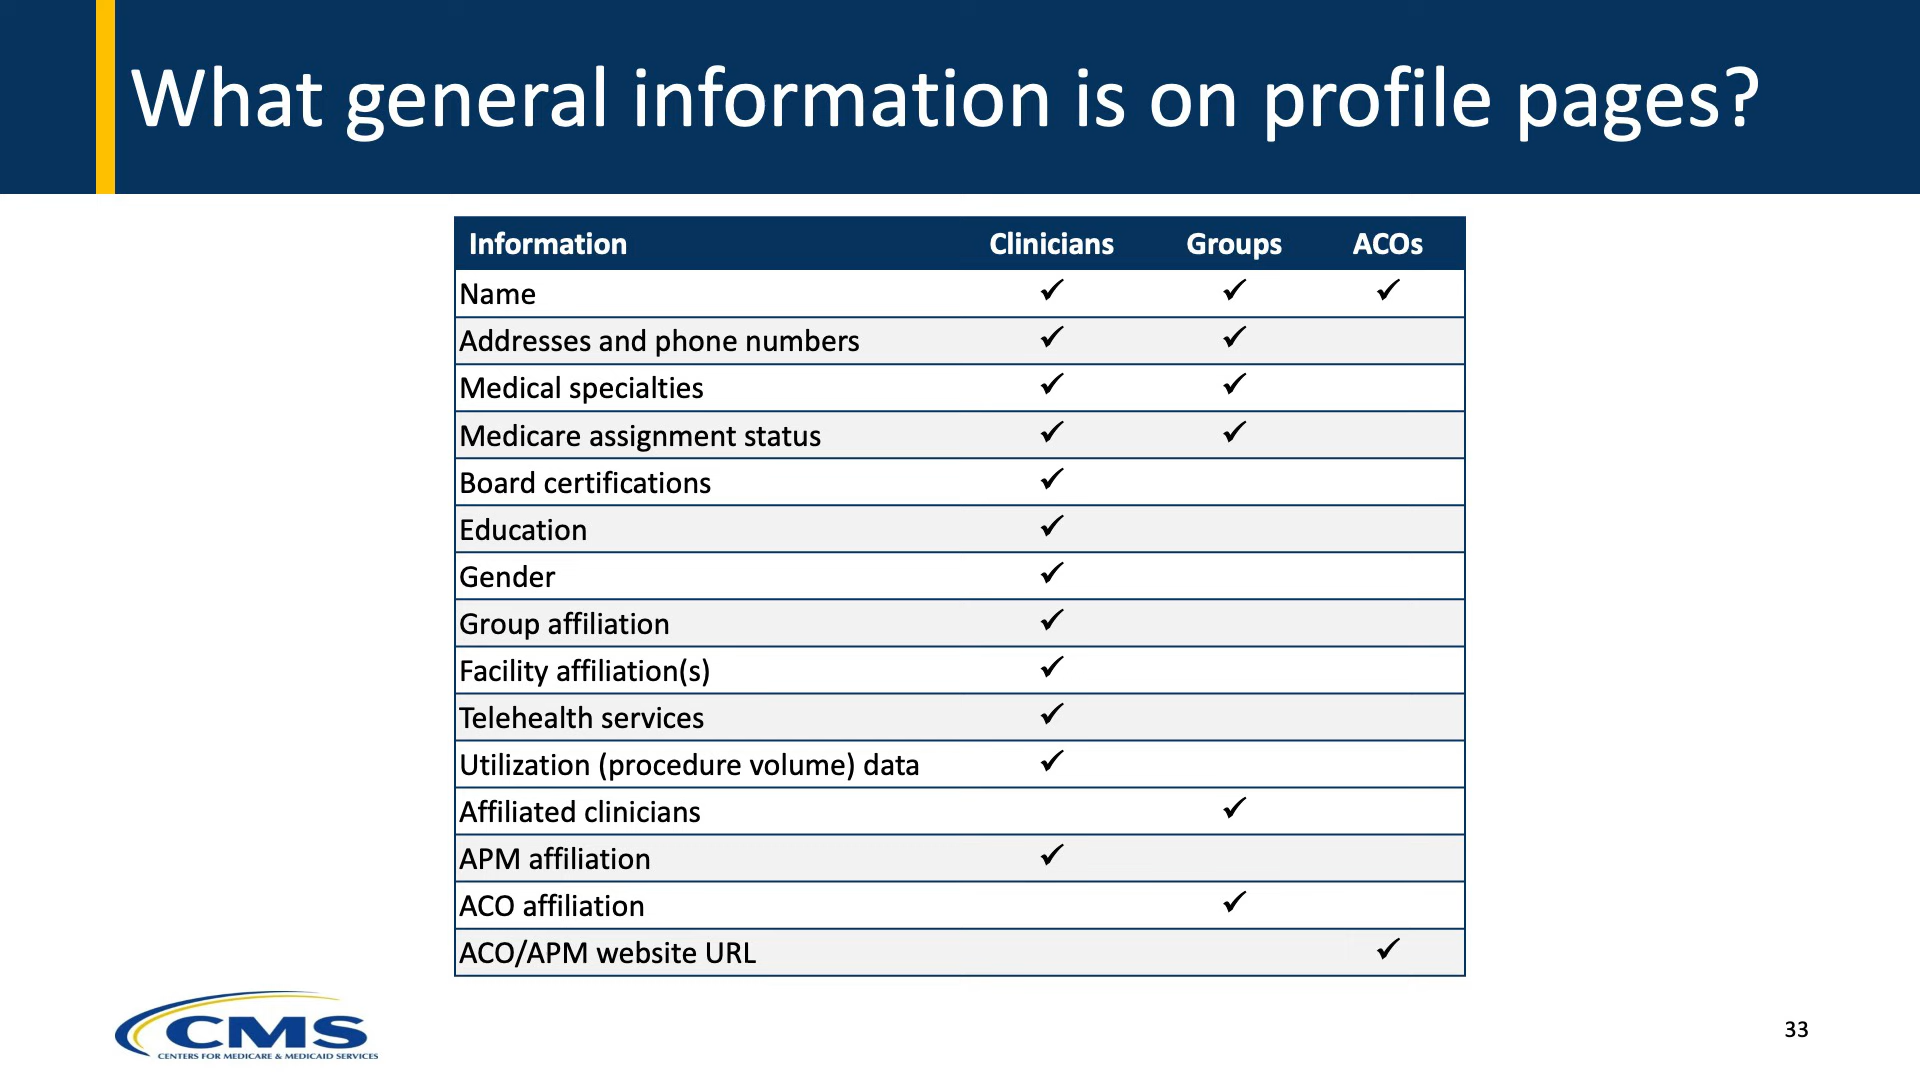 What general information is on profile pages?
Information Clinicians Groups ACOs
Name ✓ ✓ ✓
Addresses and phone numbers ✓ ✓
Medical specialties ✓ ✓
Medicare assignment status ✓ ✓
Board certifications ✓
Education ✓
Gender ✓
Group affiliation ✓
Facility affiliation(s) ✓
Telehealth services ✓
Utilization (procedure volume) data ✓
Affiliated clinicians ✓
APM affiliation ✓
ACO affiliation ✓
ACO/APM website URL ✓
CMS
CENTERS FOR MEDICARE & MEDICAID SERVICES
33